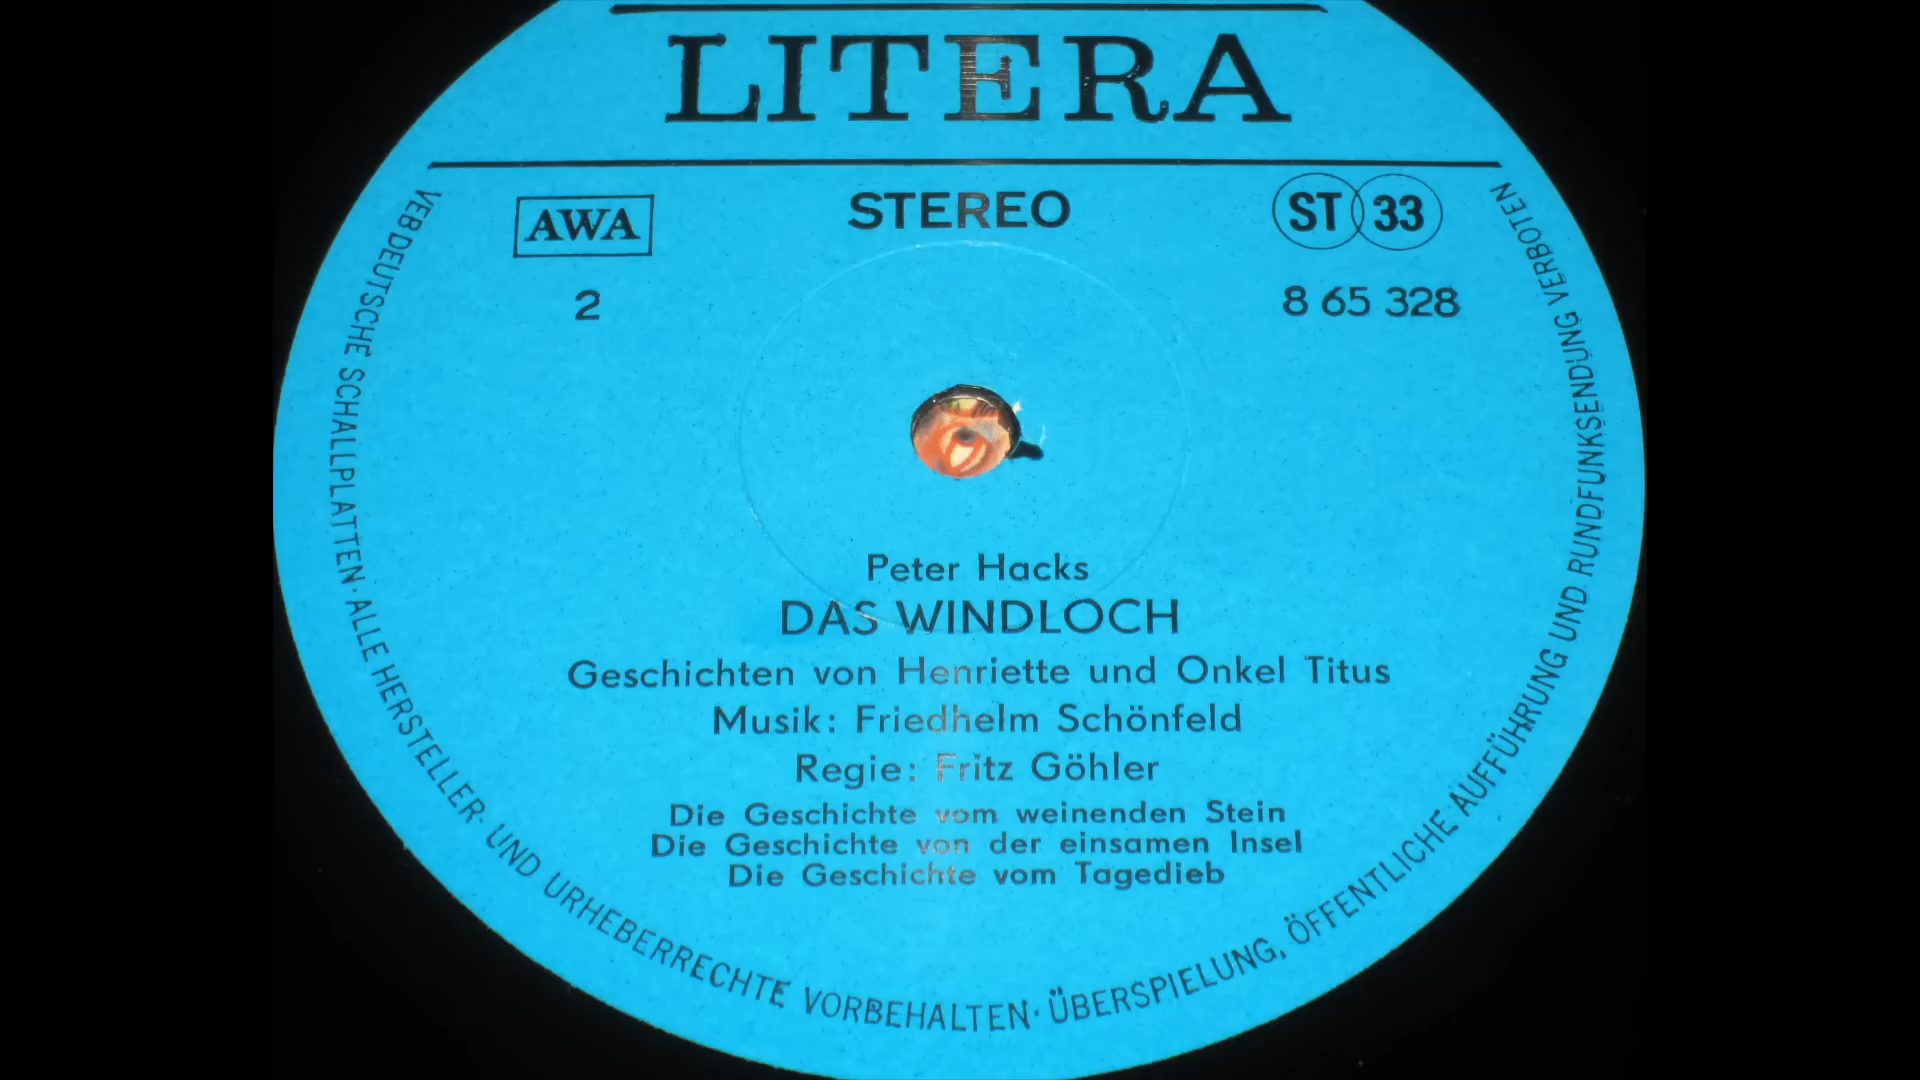 LITERA
AWA
STEREO
ST 33
2
8 65 328
Peter Hacks
DAS WINDLOCH
Geschichten von Henriette und Onkel Titus
Musik: Friedhelm Schönfeld
Regie: Fritz Göhler
Die Geschichte vom weinenden Stein
Die Geschichte von der einsamen Insel
Die Geschichte vom Tagedieb
VEB DEUTSCHE SCHALLPLATTEN · ALLE HERSTELLER- UND URHEBERRECHTE VORBEHALTEN · ÜBERSPIELUNG, ÖFFENTLICHE AUFFÜHRUNG UND RUNDFUNKSENDUNG VERBOTEN